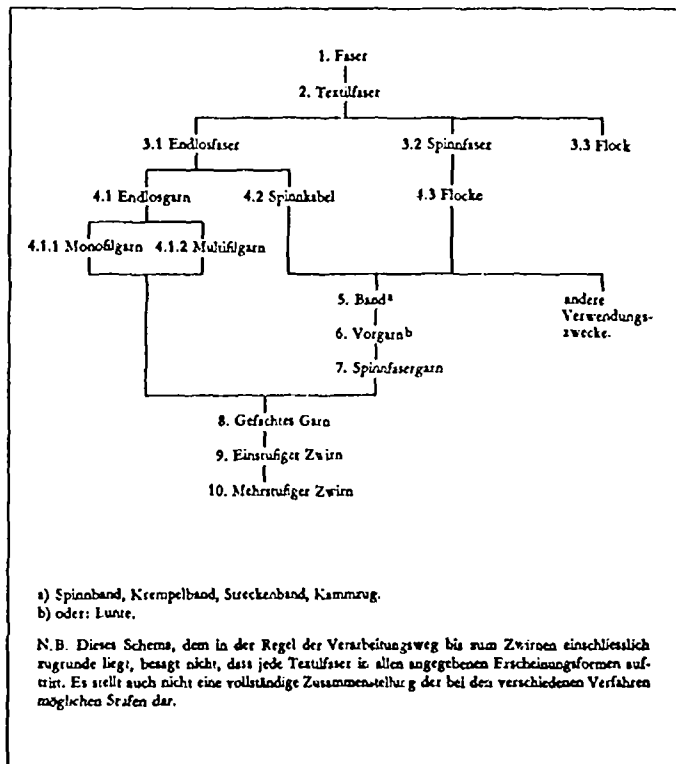 1. Faser
2. Textilfaser
3.1 Endlosfaser 3.2 Spinnfaser 3.3 Flock
4.1 Endlosgarn 4.2 Spinnkabel 4.3 Flocke
4.1.1 Monofilgarn 4.1.2 Multifilgarn
5. Band a
6. Vorgarn b
7. Spinnfasergarn
andere
Verwendungs-
zwecke.
8. Gefachtes Garn
9. Einstufiger Zwirn
10. Mehrstufiger Zwirn
a) Spinnband, Krempelband, Streckenband, Kammzug.
b) oder: Lunte.
N.B. Dieses Schema, dem in der Regel der Verarbeitungsweg bis zum Zwirnen einschliesslich
zugrunde liegt, besagt nicht, dass jede Textilfaser in allen angegebenen Erscheinungsformen auf-
tritt. Es stellt auch nicht eine vollständige Zusammenstellung der bei den verschiedenen Verfahren
möglichen Stufen dar.